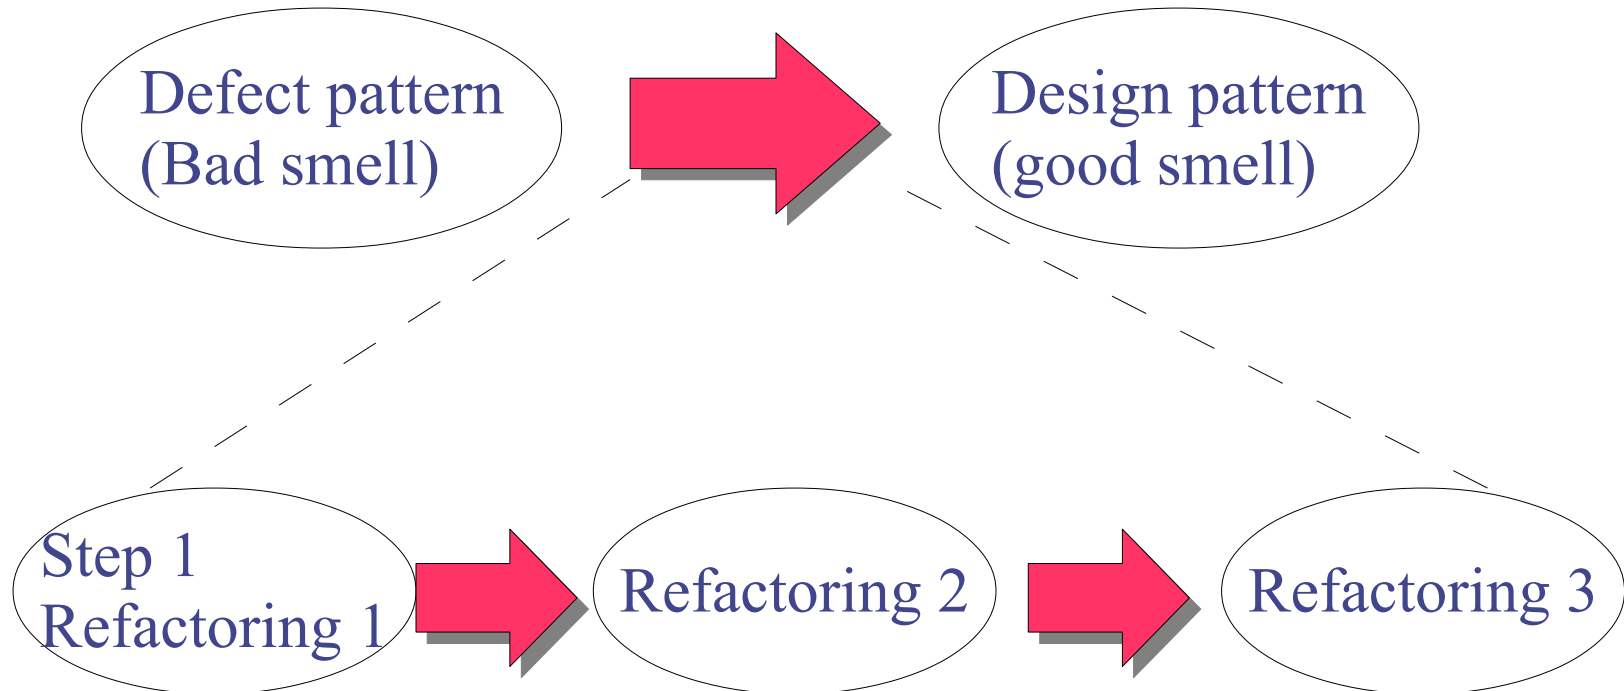 Defect pattern
(Bad smell)
Design pattern
(good smell)
Step 1
Refactoring 1
Refactoring 2
Refactoring 3